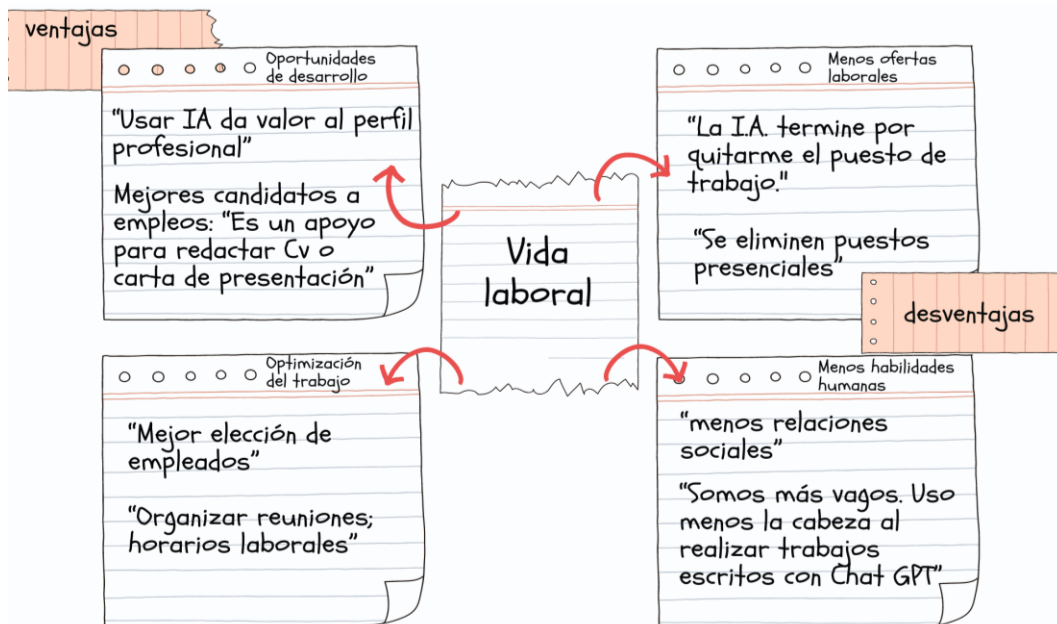 ventajas
Oportunidades
de desarrollo
“Usar IA da valor al perfil
profesional”
Mejores candidatos a
empleos: “Es un apoyo
para redactar Cv o
carta de presentación”
Menos ofertas
laborales
“La I.A. termine por
quitarme el puesto de
trabajo."
“Se eliminen puestos
presenciales”
Vida
laboral
desventajas
Optimización
del trabajo
“Mejor elección de
empleados”
“Organizar reuniones;
horarios laborales”
Menos habilidades
humanas
“menos relaciones
sociales”
“Somos más vagos. Uso
menos la cabeza al
realizar trabajos
escritos con Chat GPT”